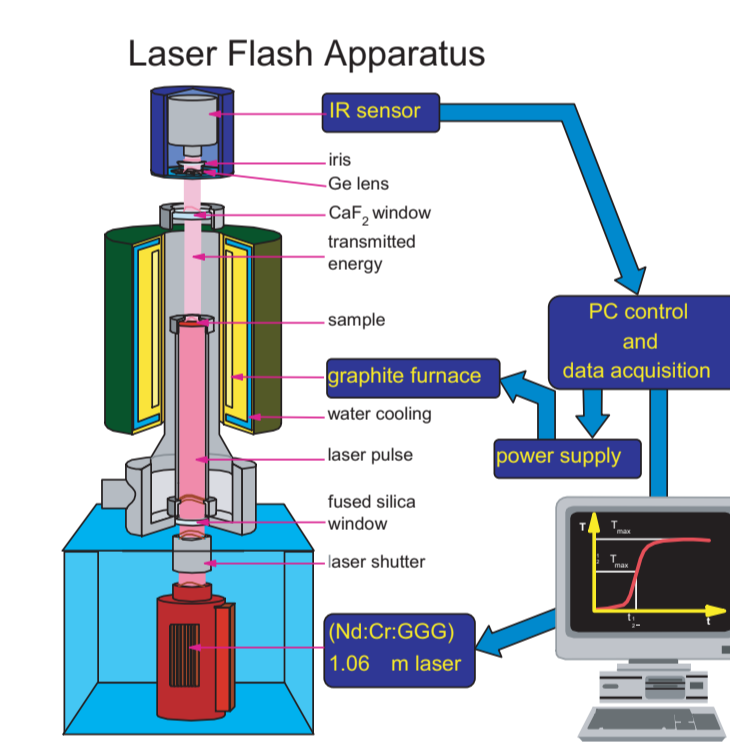 Laser Flash Apparatus
IR sensor
iris
Ge lens
CaF2 window
transmitted
energy
sample
graphite furnace
water cooling
laser pulse
fused silica
window
laser shutter
(Nd:Cr:GGG)
1.06 m laser
PC control
and
data acquisition
power supply
T
Tmax
1/2 Tmax
t1/2
t